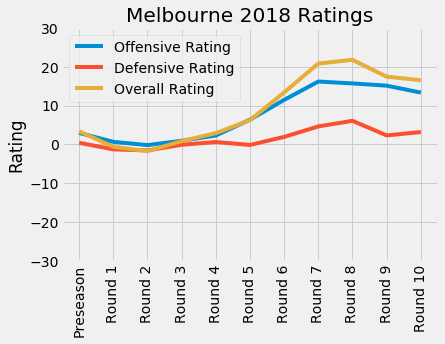 Melbourne 2018 Ratings
Offensive Rating
Defensive Rating
Overall Rating
Rating
30
20
10
0
−10
−20
−30
Preseason
Round 1
Round 2
Round 3
Round 4
Round 5
Round 6
Round 7
Round 8
Round 9
Round 10